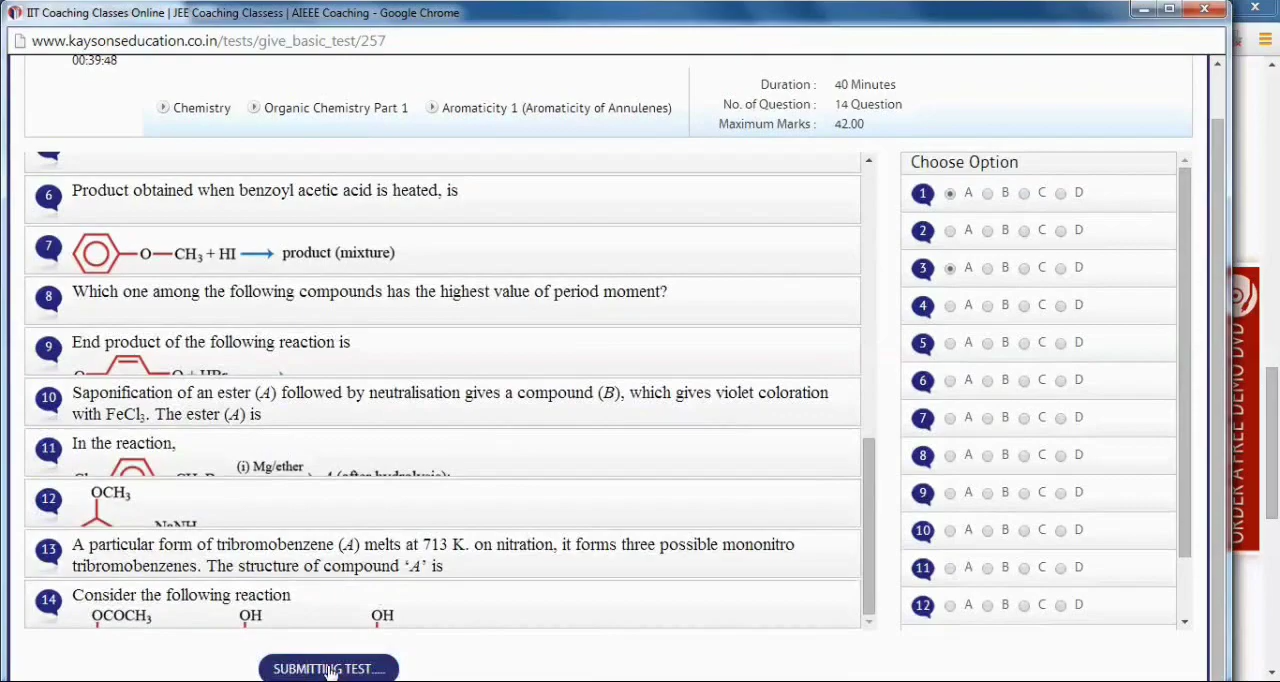 IIT Coaching Classes Online | JEE Coaching Classess | AIEEE Coaching - Google Chrome
www.kaysonseducation.co.in/tests/give_basic_test/257
00:39:48
Chemistry Organic Chemistry Part 1 Aromaticity 1 (Aromaticity of Annulenes)
Duration : 40 Minutes
No. of Question : 14 Question
Maximum Marks : 42.00
6 Product obtained when benzoyl acetic acid is heated, is
7 O—CH₃ + HI → product (mixture)
8 Which one among the following compounds has the highest value of period moment?
9 End product of the following reaction is
10 Saponification of an ester (A) followed by neutralisation gives a compound (B), which gives violet coloration
with FeCl₃. The ester (A) is
11 In the reaction,
(i) Mg/ether
12 OCH₃
13 A particular form of tribromobenzene (A) melts at 713 K. on nitration, it forms three possible mononitro
tribromobenzenes. The structure of compound ‘A’ is
14 Consider the following reaction
OCOCH₃ OH OH
SUBMITTING TEST.....
Choose Option
1 A B C D
2 A B C D
3 A B C D
4 A B C D
5 A B C D
6 A B C D
7 A B C D
8 A B C D
9 A B C D
10 A B C D
11 A B C D
12 A B C D
ORDER A FREE DEMO DVD